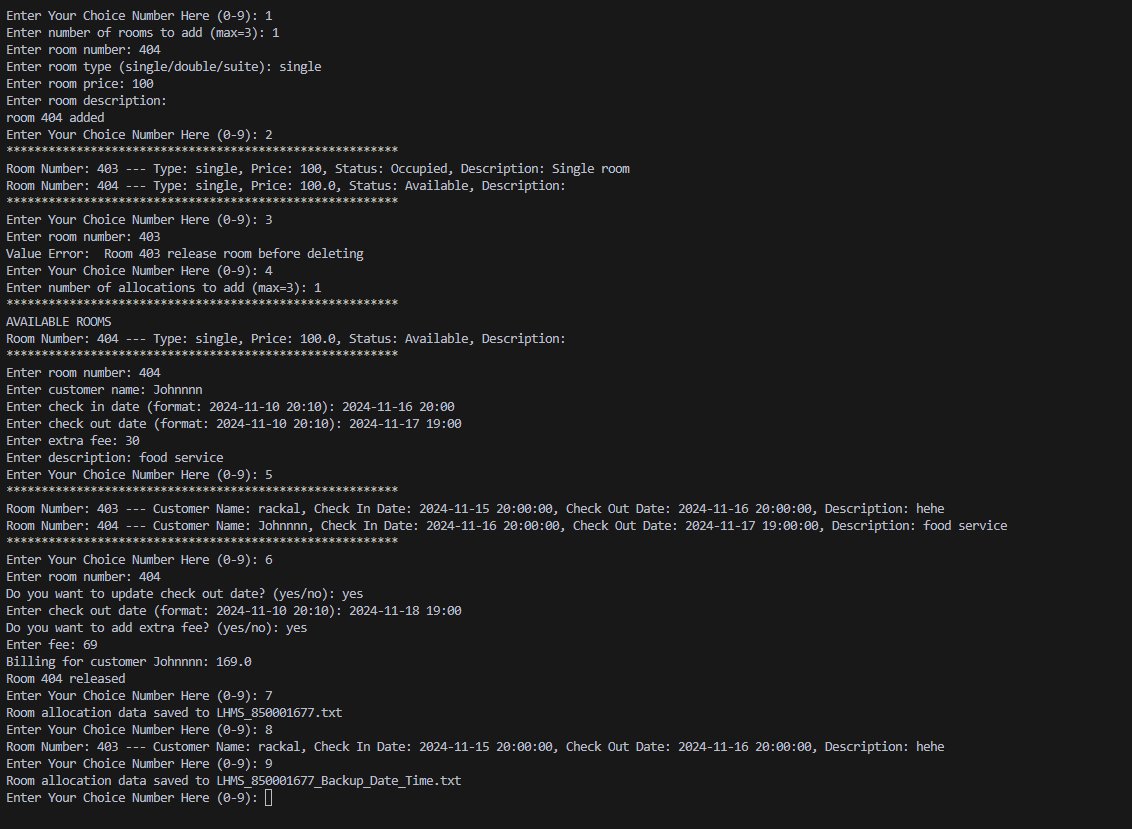 Enter Your Choice Number Here (0-9): 1
Enter number of rooms to add (max=3): 1
Enter room number: 404
Enter room type (single/double/suite): single
Enter room price: 100
Enter room description:
room 404 added
Enter Your Choice Number Here (0-9): 2
********************************************************
Room Number: 403 --- Type: single, Price: 100, Status: Occupied, Description: Single room
Room Number: 404 --- Type: single, Price: 100.0, Status: Available, Description:
********************************************************
Enter Your Choice Number Here (0-9): 3
Enter room number: 403
Value Error:  Room 403 release room before deleting
Enter Your Choice Number Here (0-9): 4
Enter number of allocations to add (max=3): 1
********************************************************
AVAILABLE ROOMS
Room Number: 404 --- Type: single, Price: 100.0, Status: Available, Description:
********************************************************
Enter room number: 404
Enter customer name: Johnnnn
Enter check in date (format: 2024-11-10 20:10): 2024-11-16 20:00
Enter check out date (format: 2024-11-10 20:10): 2024-11-17 19:00
Enter extra fee: 30
Enter description: food service
Enter Your Choice Number Here (0-9): 5
********************************************************
Room Number: 403 --- Customer Name: rackal, Check In Date: 2024-11-15 20:00:00, Check Out Date: 2024-11-16 20:00:00, Description: hehe
Room Number: 404 --- Customer Name: Johnnnn, Check In Date: 2024-11-16 20:00:00, Check Out Date: 2024-11-17 19:00:00, Description: food service
********************************************************
Enter Your Choice Number Here (0-9): 6
Enter room number: 404
Do you want to update check out date? (yes/no): yes
Enter check out date (format: 2024-11-10 20:10): 2024-11-18 19:00
Do you want to add extra fee? (yes/no): yes
Enter fee: 69
Billing for customer Johnnnn: 169.0
Room 404 released
Enter Your Choice Number Here (0-9): 7
Room allocation data saved to LHMS_850001677.txt
Enter Your Choice Number Here (0-9): 8
Room Number: 403 --- Customer Name: rackal, Check In Date: 2024-11-15 20:00:00, Check Out Date: 2024-11-16 20:00:00, Description: hehe
Enter Your Choice Number Here (0-9): 9
Room allocation data saved to LHMS_850001677_Backup_Date_Time.txt
Enter Your Choice Number Here (0-9):